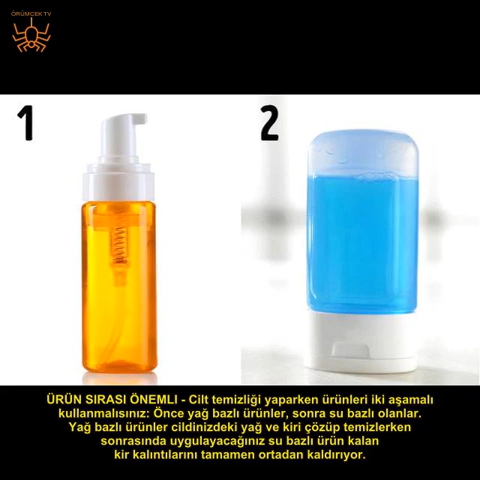 ÖRÜMCEK TV
1
2
ÜRÜN SIRASI ÖNEMLI - Cilt temizliği yaparken ürünleri iki aşamalı
kullanmalısınız: Önce yağ bazlı ürünler, sonra su bazlı olanlar.
Yağ bazlı ürünler cildinizdeki yağ ve kiri çözüp temizlerken
sonrasında uygulayacağınız su bazlı ürün kalan
kir kalıntılarını tamamen ortadan kaldırıyor.